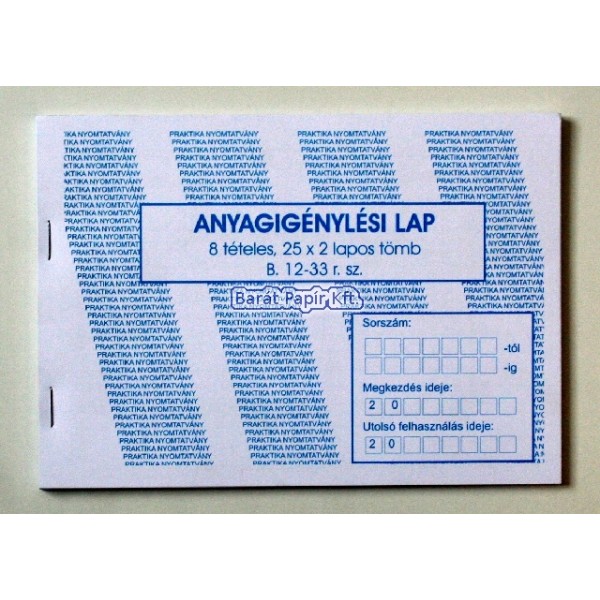 PRAKTIKA NYOMTATVÁNY
ANYAGIGÉNYLÉSI LAP
8 tételes, 25 x 2 lapos tömb
B. 12-33 r. sz.
Barát Papír Kft.
Sorszám:
-tól
-ig
Megkezdés ideje:
2 0
Utolsó felhasználás ideje:
2 0